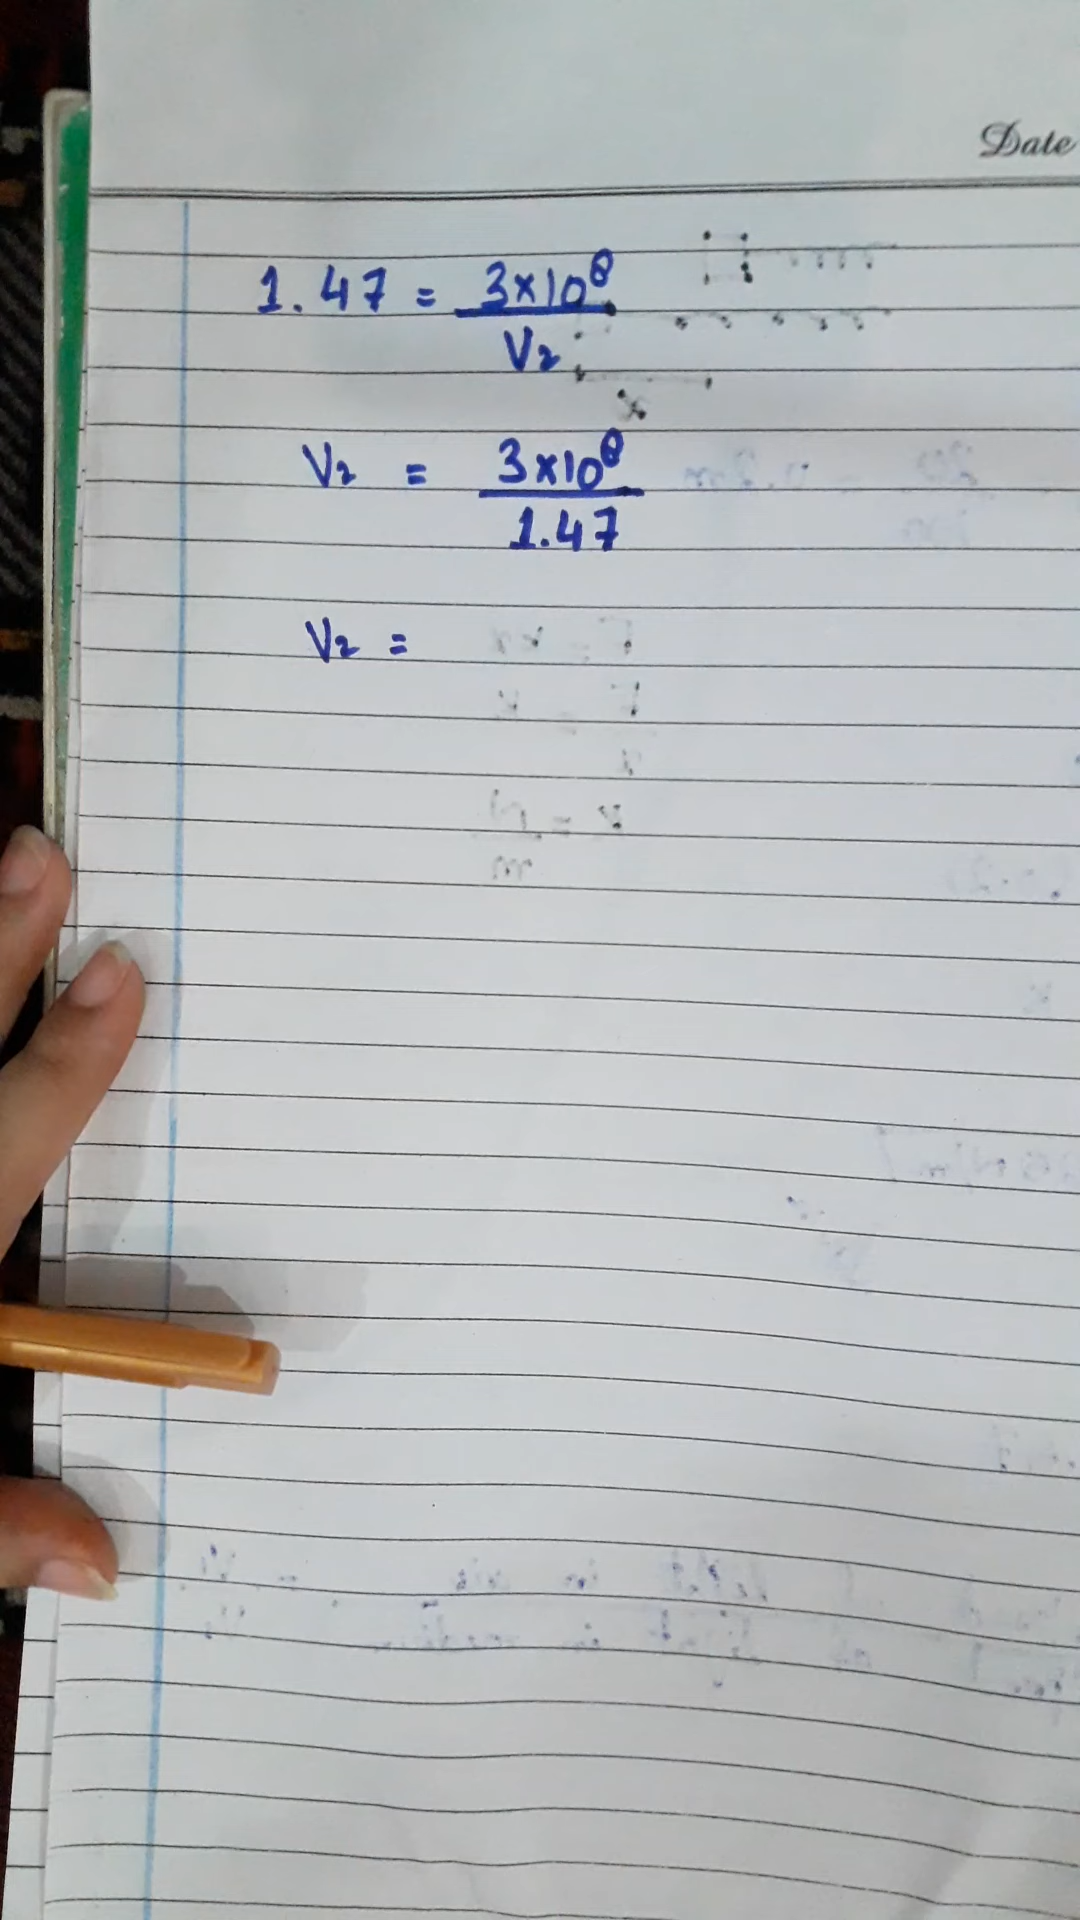 Date
1.47 = 3×10⁸ / V₂
V₂ = 3×10⁸ / 1.47
V₂ =